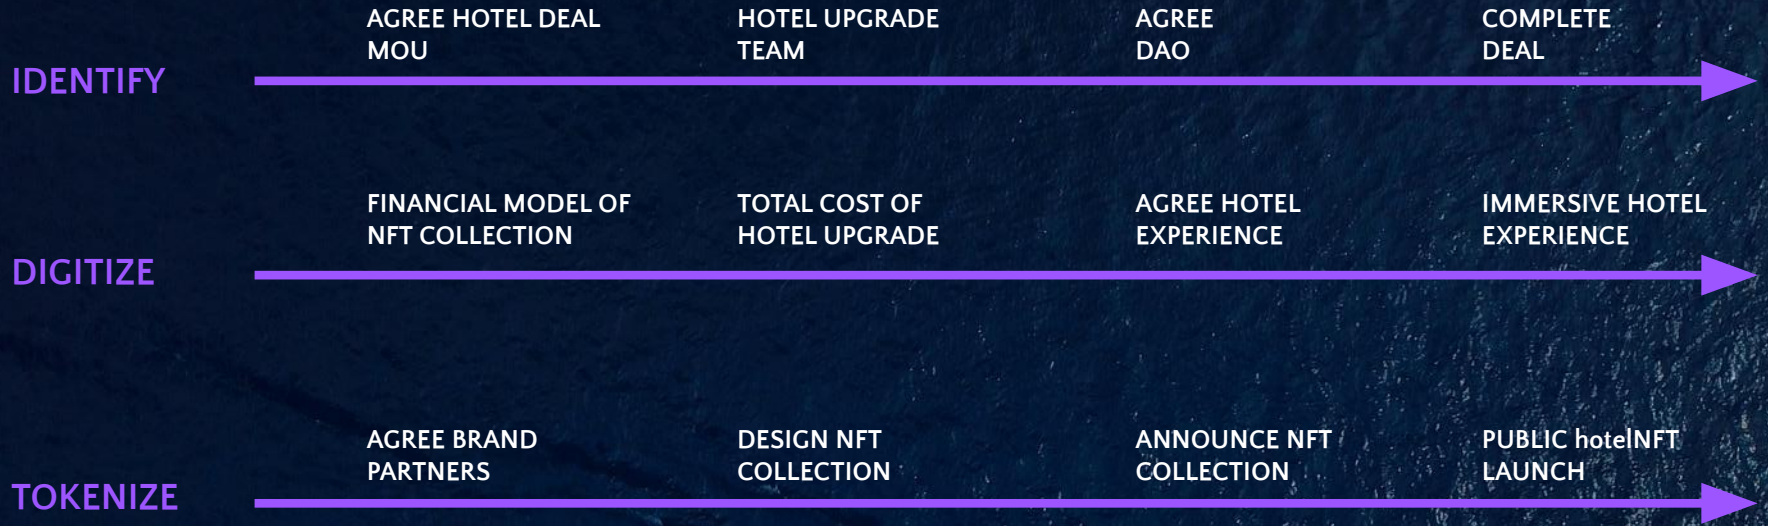 AGREE HOTEL DEAL
MOU
HOTEL UPGRADE
TEAM
AGREE
DAO
COMPLETE
DEAL
IDENTIFY
FINANCIAL MODEL OF
NFT COLLECTION
TOTAL COST OF
HOTEL UPGRADE
AGREE HOTEL
EXPERIENCE
IMMERSIVE HOTEL
EXPERIENCE
DIGITIZE
AGREE BRAND
PARTNERS
DESIGN NFT
COLLECTION
ANNOUNCE NFT
COLLECTION
PUBLIC hotelNFT
LAUNCH
TOKENIZE